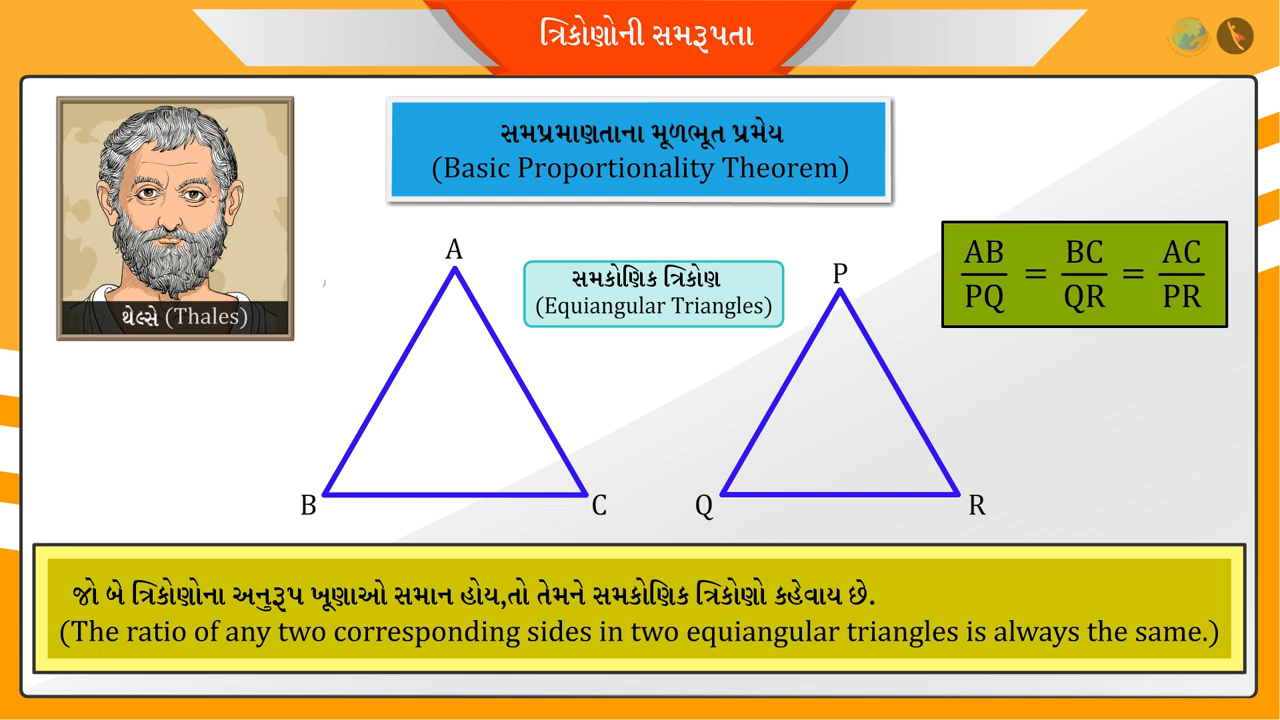 ત્રિકોણોની સમરૂપતા
સમપ્રમાણતાના મૂળભૂત પ્રમેય
(Basic Proportionality Theorem)
થેલ્સે (Thales)
A
સમકોણિક ત્રિકોણ
(Equiangular Triangles)
P
AB/PQ = BC/QR = AC/PR
B
C
Q
R
જો બે ત્રિકોણોના અનુરૂપ ખૂણાઓ સમાન હોય,તો તેમને સમકોણિક ત્રિકોણો કહેવાય છે.
(The ratio of any two corresponding sides in two equiangular triangles is always the same.)